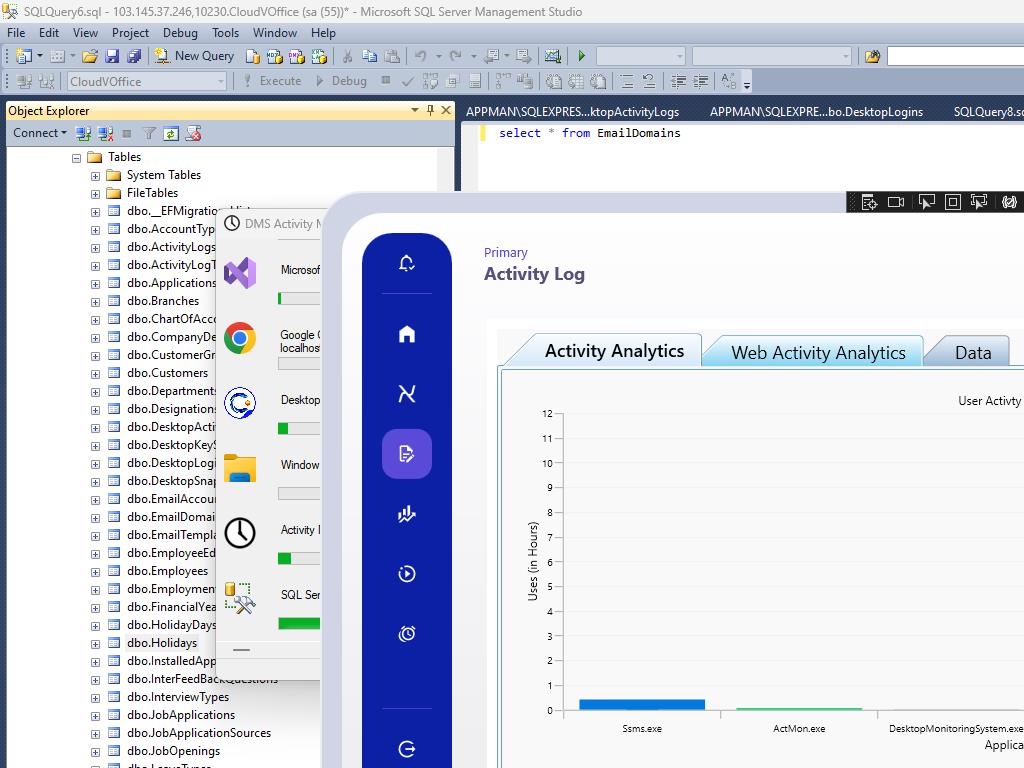 SQLQuery6.sql - 103.145.37.246,10230.CloudVOffice (sa (55))* - Microsoft SQL Server Management Studio
File Edit View Project Debug Tools Window Help
New Query
CloudVOffice Execute Debug
Object Explorer
Connect
Tables
System Tables
FileTables
dbo.__EFMigration
dbo.AccountTyp
dbo.ActivityLogs
dbo.ActivityLogT
dbo.Applications
dbo.Branches
dbo.ChartOfAcco
dbo.CompanyDe
dbo.CustomerGr
dbo.Customers
dbo.Departments
dbo.Designations
dbo.DesktopActi
dbo.DesktopKeyS
dbo.DesktopLogi
dbo.DesktopSnap
dbo.EmailAccou
dbo.EmailDomai
dbo.EmailTempla
dbo.EmployeeEd
dbo.Employees
dbo.Employmen
dbo.FinancialYea
dbo.HolidayDays
dbo.Holidays
dbo.InstalledApp
dbo.InterFeedBackQuestions
dbo.InterviewTypes
dbo.JobApplications
dbo.JobApplicationSources
dbo.JobOpenings
APPMAN\SQLEXPRES...ktopActivityLogs APPMAN\SQLEXPRE...bo.DesktopLogins SQLQuery8.sq
select * from EmailDomains
DMS Activity M
Microsof
Google C
localhost
Desktop
Window
Activity
SQL Ser
Primary
Activity Log
Activity Analytics Web Activity Analytics Data
User Activty
Uses (in Hours)
12
11
10
9
8
7
6
5
4
3
2
1
0
Ssms.exe ActMon.exe DesktopMonitoringSystem.exe
Applica